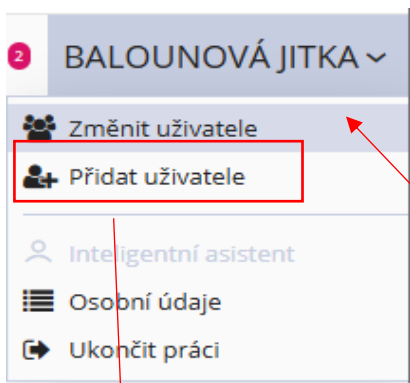 2 BALOUNOVÁ JITKA
Změnit uživatele
Přidat uživatele
Inteligentní asistent
Osobní údaje
Ukončit práci